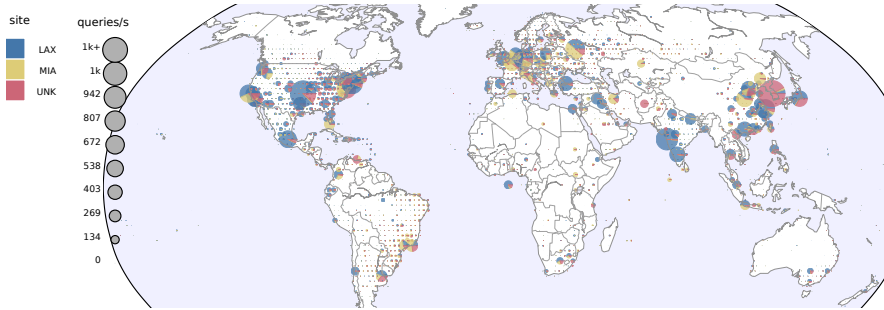 site
LAX
MIA
UNK
queries/s
1k+
1k
942
807
672
538
403
269
134
0